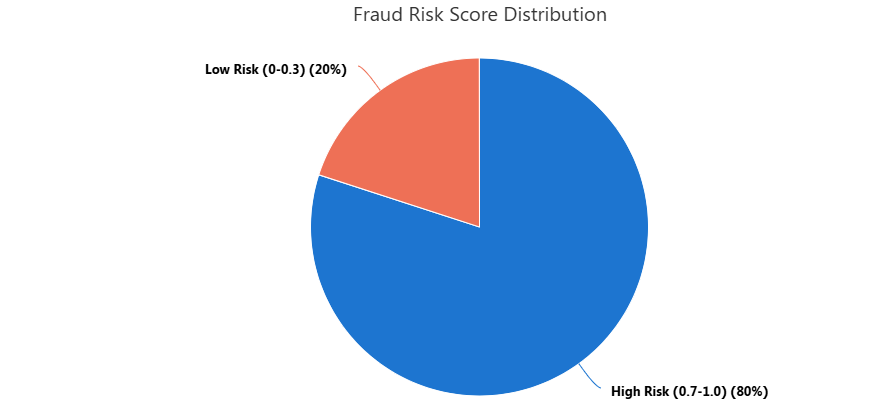 Fraud Risk Score Distribution
Low Risk (0-0.3) (20%)
High Risk (0.7-1.0) (80%)